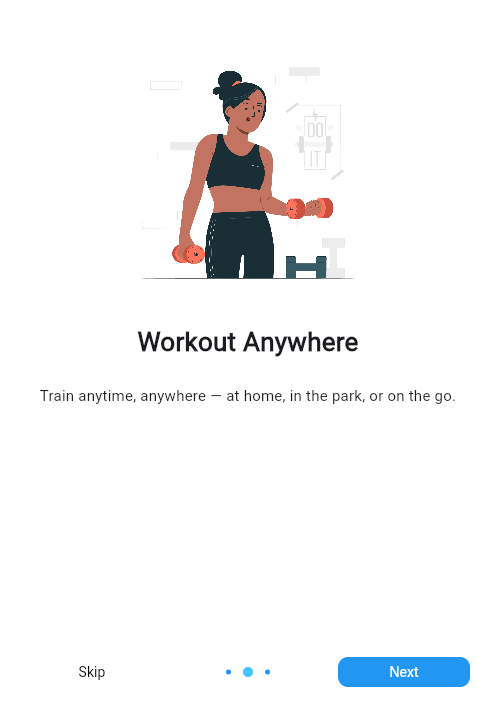 DO
IT
Workout Anywhere
Train anytime, anywhere — at home, in the park, or on the go.
Skip
Next